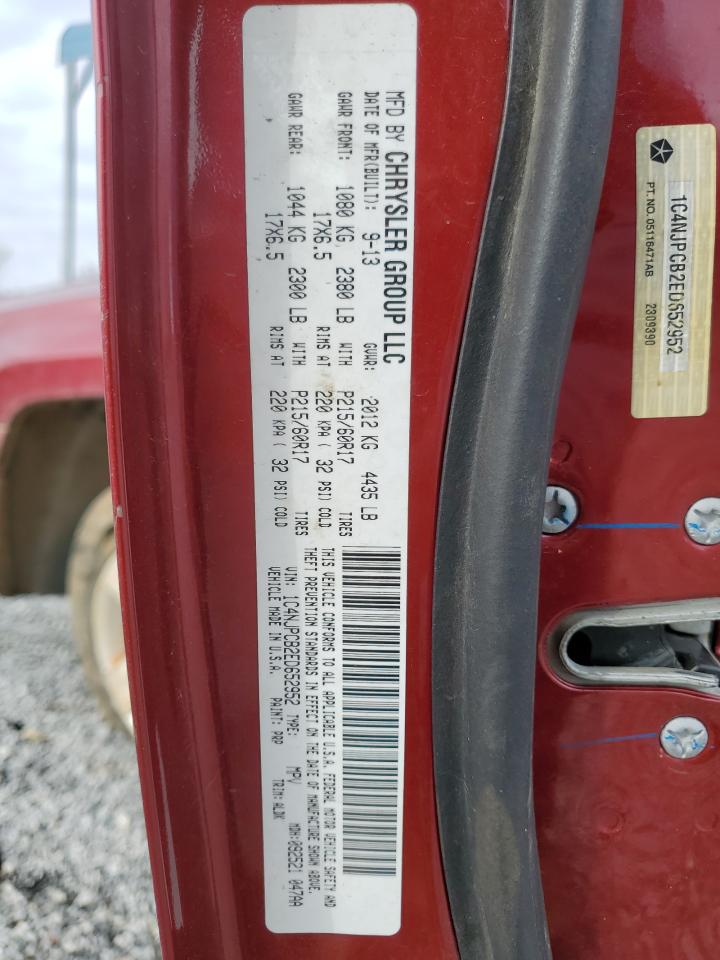 MFD BY CHRYSLER GROUP LLC
DATE OF MFR(BUILT): 9-13 GVWR: 2012 KG 4435 LB
GAWR FRONT: 1080 KG 2380 LB WITH P215/60R17 TIRES
17X6.5 RIMS AT 220 KPA ( 32 PSI) COLD
GAWR REAR: 1044 KG 2300 LB WITH P215/60R17 TIRES
17X6.5 RIMS AT 220 KPA ( 32 PSI) COLD
THIS VEHICLE CONFORMS TO ALL APPLICABLE U.S.A. FEDERAL MOTOR VEHICLE SAFETY AND
THEFT PREVENTION STANDARDS IN EFFECT ON THE DATE OF MANUFACTURE SHOWN ABOVE.
VIN: 1C4NJPCB2ED652952 TYPE: MPV MDH:092521 047AA
VEHICLE MADE IN U.S.A. PAINT: PRP TRIM:
1C4NJPCB2ED652952
PT. NO. 05116471AB 2309390